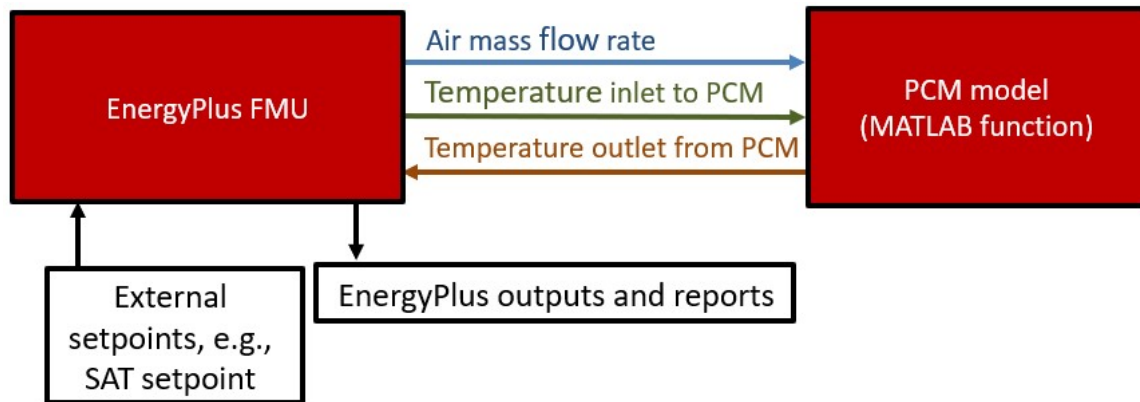 Air mass flow rate
EnergyPlus FMU
Temperature inlet to PCM
PCM model
(MATLAB function)
Temperature outlet from PCM
External
setpoints, e.g.,
SAT setpoint
EnergyPlus outputs and reports